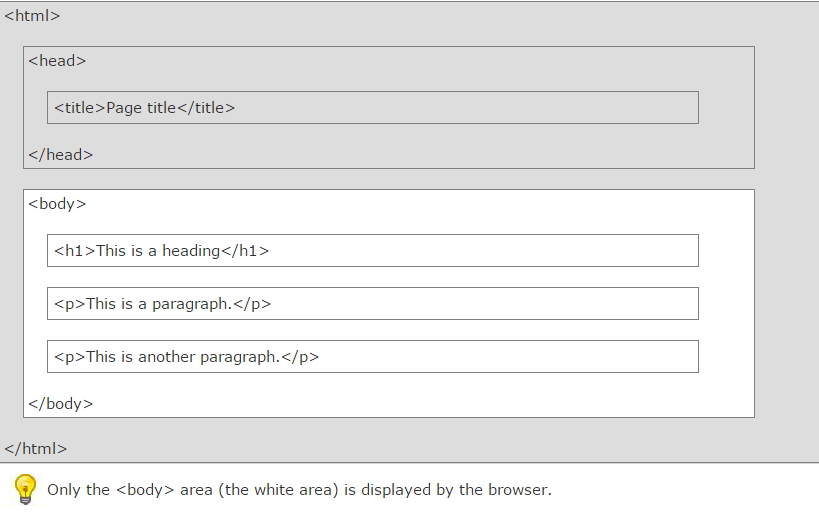 <html>
<head>
<title>Page title</title>
</head>
<body>
<h1>This is a heading</h1>
<p>This is a paragraph.</p>
<p>This is another paragraph.</p>
</body>
</html>
Only the <body> area (the white area) is displayed by the browser.